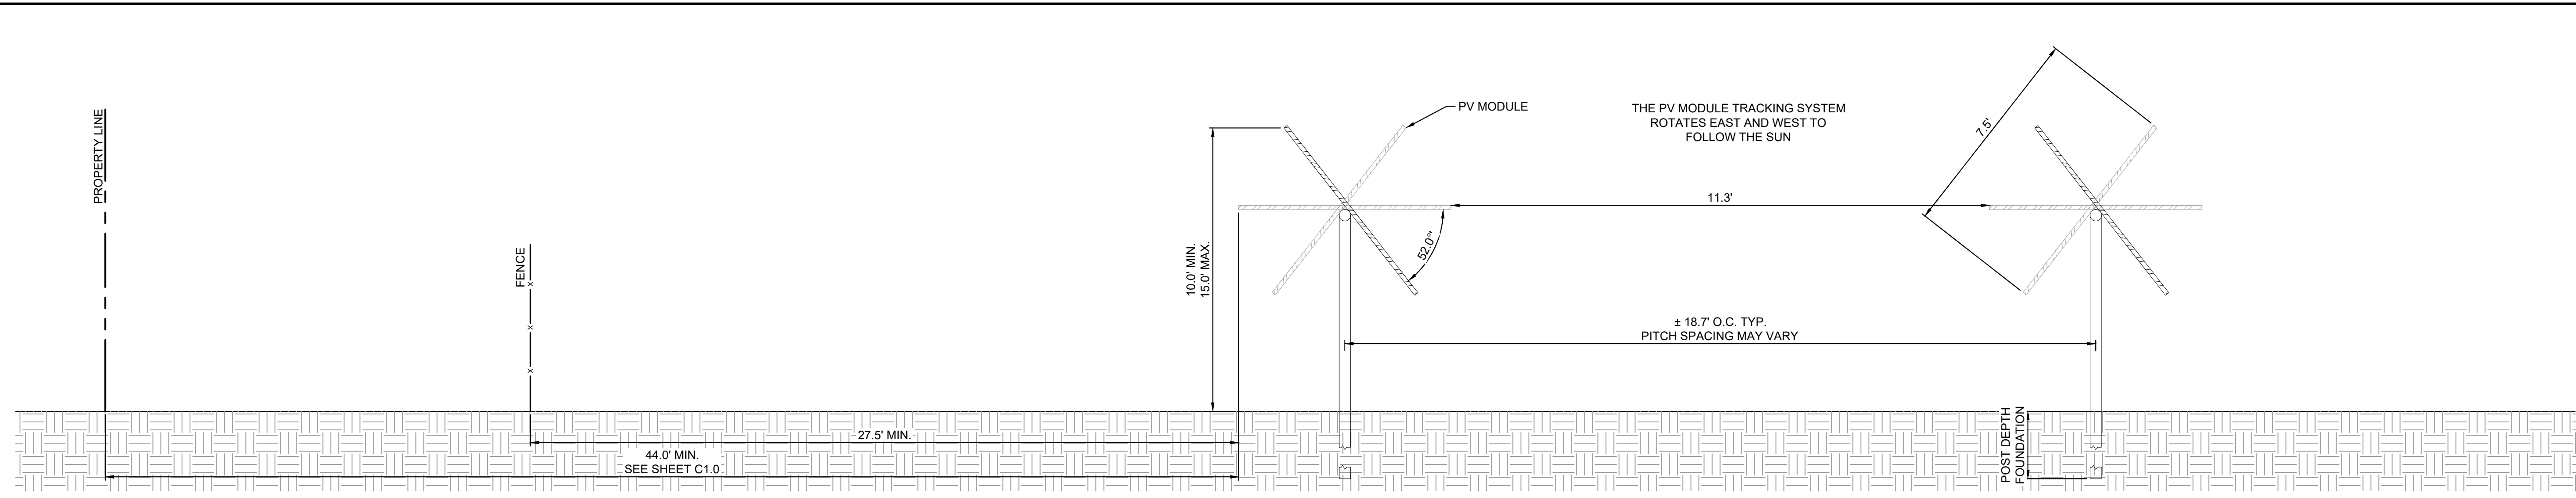 PROPERTY LINE
FENCE
27.5' MIN.
44.0' MIN.
SEE SHEET C1.0
10.0' MIN.
15.0' MAX.
PV MODULE
52.0°
THE PV MODULE TRACKING SYSTEM
ROTATES EAST AND WEST TO
FOLLOW THE SUN
11.3'
± 18.7' O.C. TYP.
PITCH SPACING MAY VARY
7.5'
POST DEPTH
FOUNDATION
X
X
X